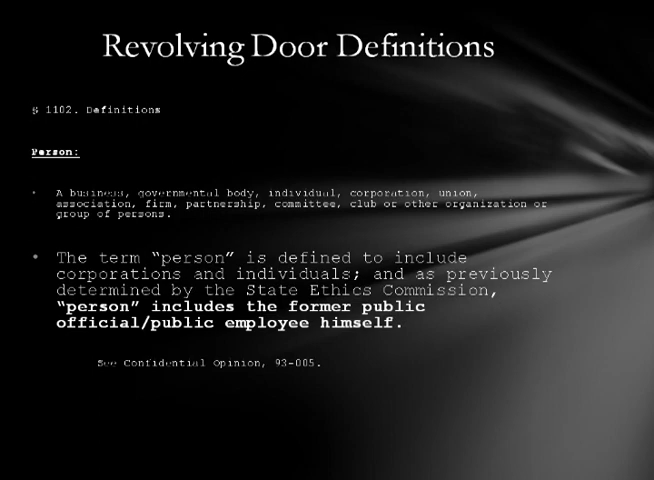 Revolving Door Definitions
§ 1102. Definitions
Person:
• A business, governmental body, individual, corporation, union,
association, firm, partnership, committee, club or other organization or
group of persons.
• The term “person” is defined to include
corporations and individuals; and as previously
determined by the State Ethics Commission,
“person” includes the former public
official/public employee himself.
See Confidential Opinion, 93-005.